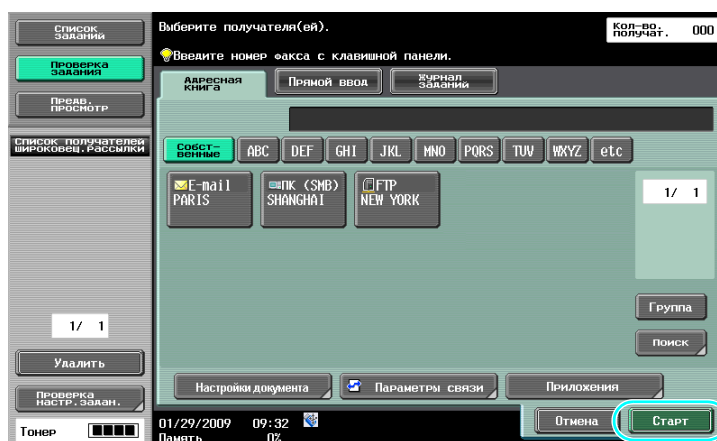 Список
заданий
Выберите получателя(ей).
Кол-во.
получат. 000
Введите номер факса с клавишной панели.
Проверка
задания
Адресная
книга
Прямой ввод
Журнал
заданий
Предв.
просмотр
Список получателей
широковещ.рассылки
Собст-
венные
ABC
DEF
GHI
JKL
MNO
PQRS
TUV
WXYZ
etc
E-mail
PARIS
ПК (SMB)
SHANGHAI
FTP
NEW YORK
1/ 1
Группа
Поиск
1/ 1
Удалить
Проверка
настр.задан.
Настройки документа
Параметры связи
Приложения
Тонер
01/29/2009 09:32
Память 0%
Отмена
Старт